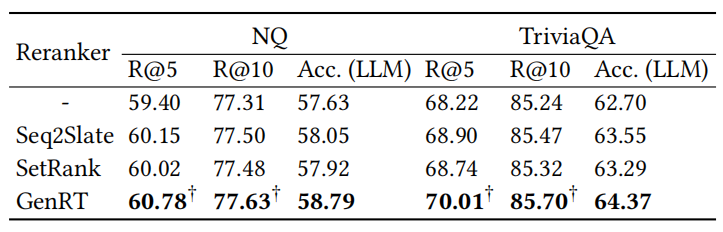 Reranker NQ TriviaQA
R@5 R@10 Acc. (LLM) R@5 R@10 Acc. (LLM)
- 59.40 77.31 57.63 68.22 85.24 62.70
Seq2Slate 60.15 77.50 58.05 68.90 85.47 63.55
SetRank 60.02 77.48 57.92 68.74 85.32 63.29
GenRT 60.78† 77.63† 58.79 70.01† 85.70† 64.37